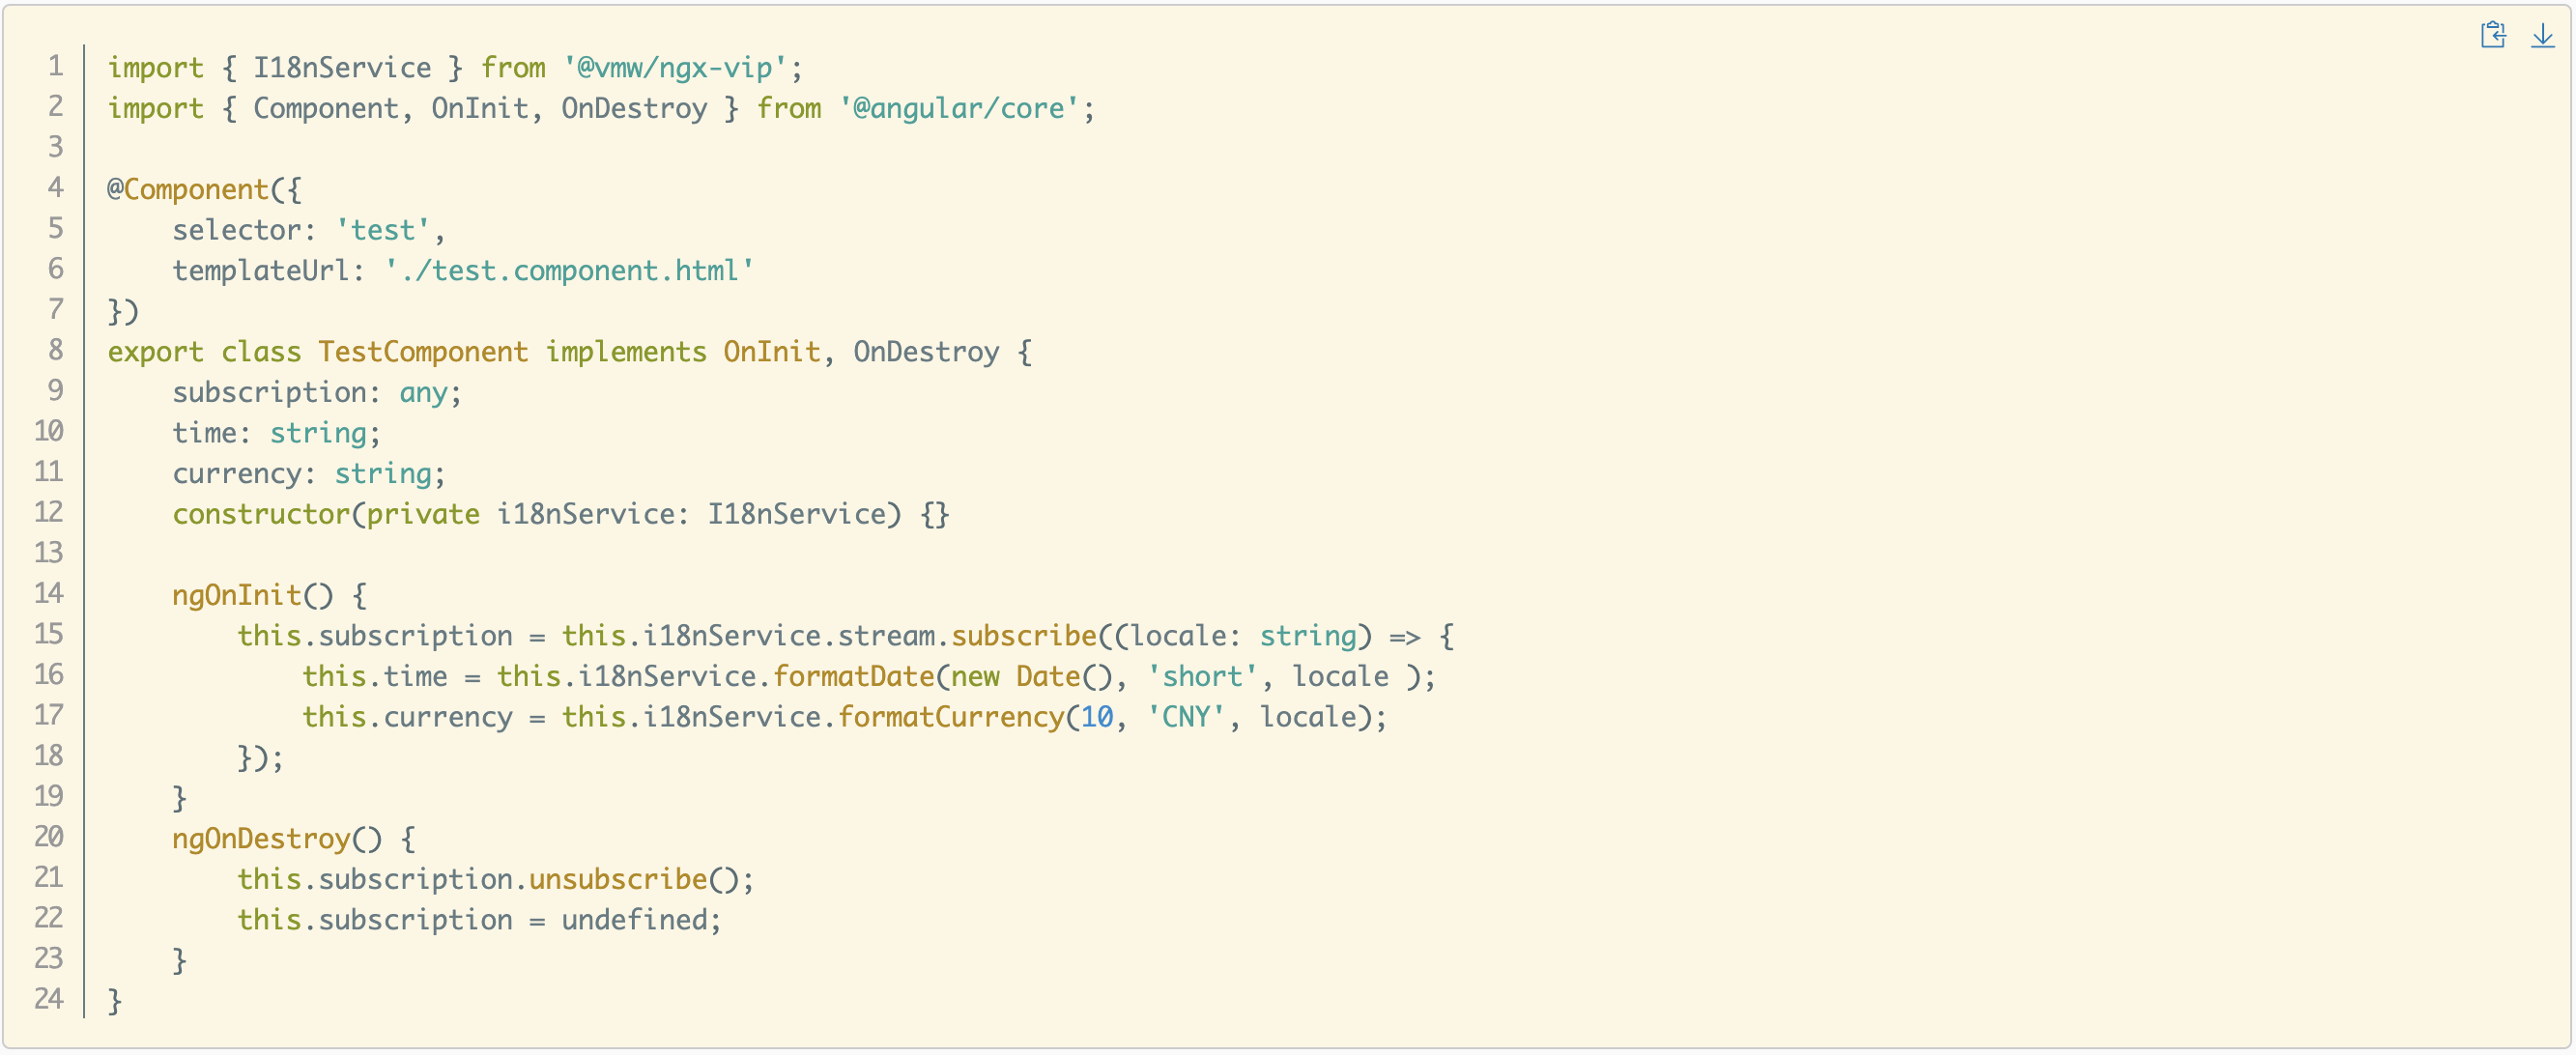 1 import { I18nService } from '@vmw/ngx-vip';
2 import { Component, OnInit, OnDestroy } from '@angular/core';
3
4 @Component({
5     selector: 'test',
6     templateUrl: './test.component.html'
7 })
8 export class TestComponent implements OnInit, OnDestroy {
9     subscription: any;
10     time: string;
11     currency: string;
12     constructor(private i18nService: I18nService) {}
13
14     ngOnInit() {
15         this.subscription = this.i18nService.stream.subscribe((locale: string) => {
16             this.time = this.i18nService.formatDate(new Date(), 'short', locale );
17             this.currency = this.i18nService.formatCurrency(10, 'CNY', locale);
18         });
19     }
20     ngOnDestroy() {
21         this.subscription.unsubscribe();
22         this.subscription = undefined;
23     }
24 }